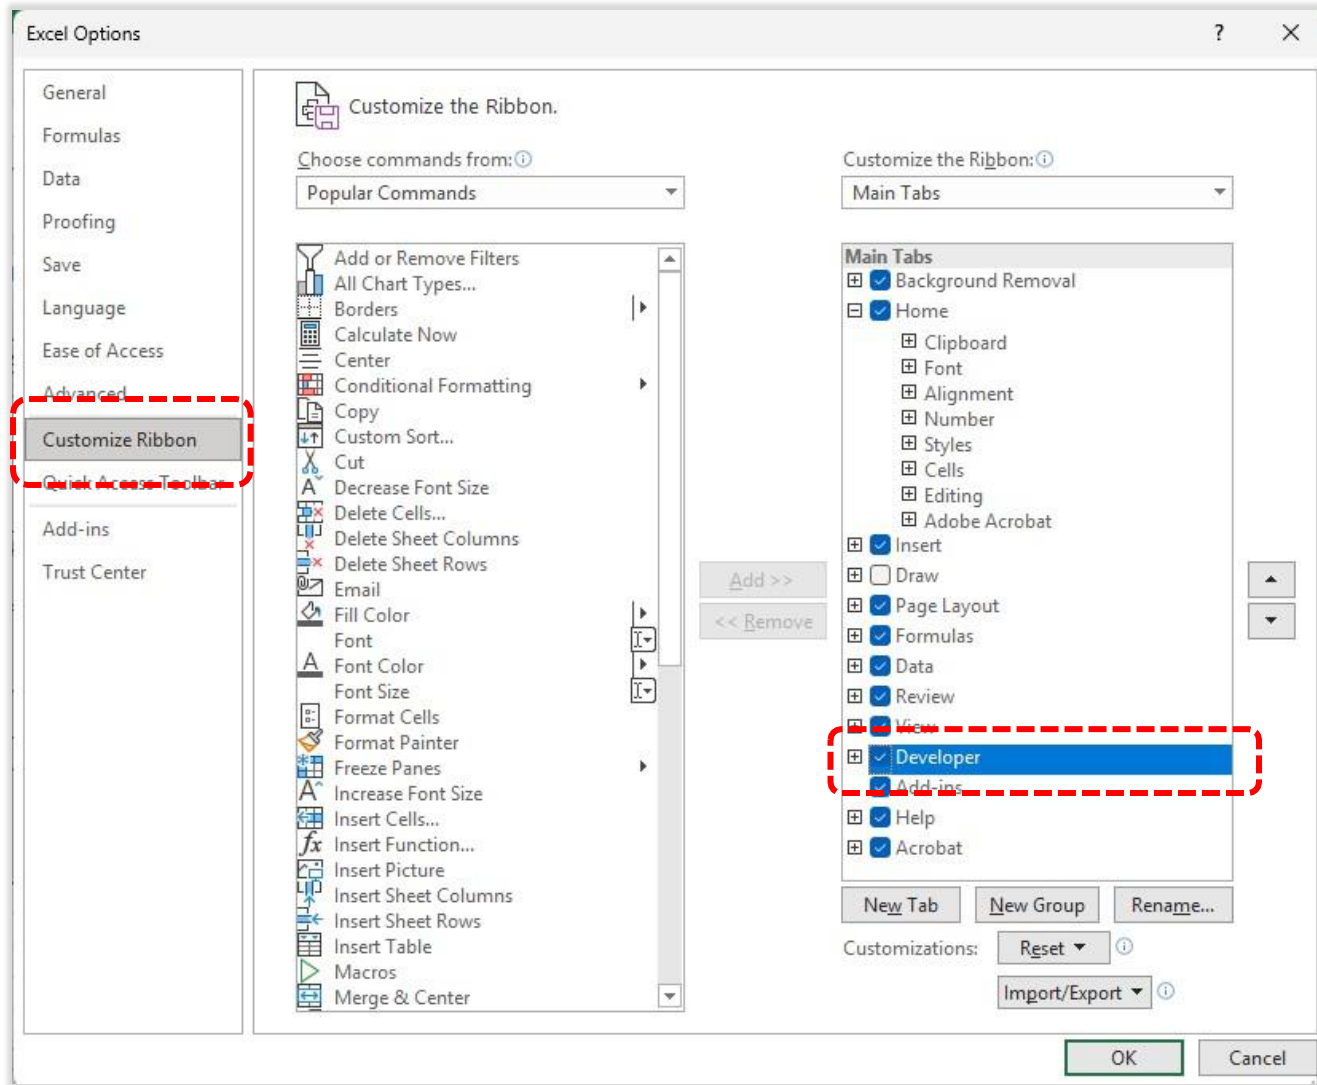 Excel Options
?
General
Formulas
Data
Proofing
Save
Language
Ease of Access
Advanced
Customize Ribbon
Quick Access Toolbar
Add-ins
Trust Center
Customize the Ribbon.
Choose commands from:
Popular Commands
Add or Remove Filters
All Chart Types...
Borders
Calculate Now
Center
Conditional Formatting
Copy
Custom Sort...
Cut
Decrease Font Size
Delete Cells...
Delete Sheet Columns
Delete Sheet Rows
Email
Fill Color
Font
Font Color
Font Size
Format Cells
Format Painter
Freeze Panes
Increase Font Size
Insert Cells...
Insert Function...
Insert Picture
Insert Sheet Columns
Insert Sheet Rows
Insert Table
Macros
Merge & Center
Add >>
<< Remove
Customize the Ribbon:
Main Tabs
Main Tabs
Background Removal
Home
Clipboard
Font
Alignment
Number
Styles
Cells
Editing
Adobe Acrobat
Insert
Draw
Page Layout
Formulas
Data
Review
View
Developer
Add-ins
Help
Acrobat
New Tab
New Group
Rename...
Customizations:
Reset
Import/Export
OK
Cancel